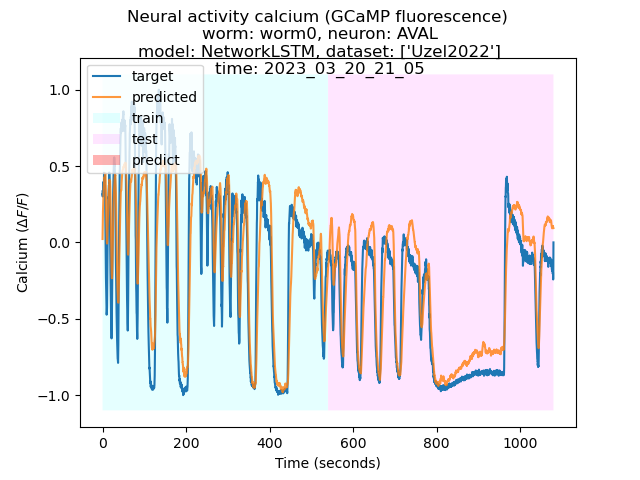 Neural activity calcium (GCaMP fluorescence)
worm: worm0, neuron: AVAL
model: NetworkLSTM, dataset: ['Uzel2022']
time: 2023_03_20_21_05
target
predicted
train
test
predict
1.0
0.5
0.0
−0.5
−1.0
Calcium (ΔF/F)
0
200
400
600
800
1000
Time (seconds)